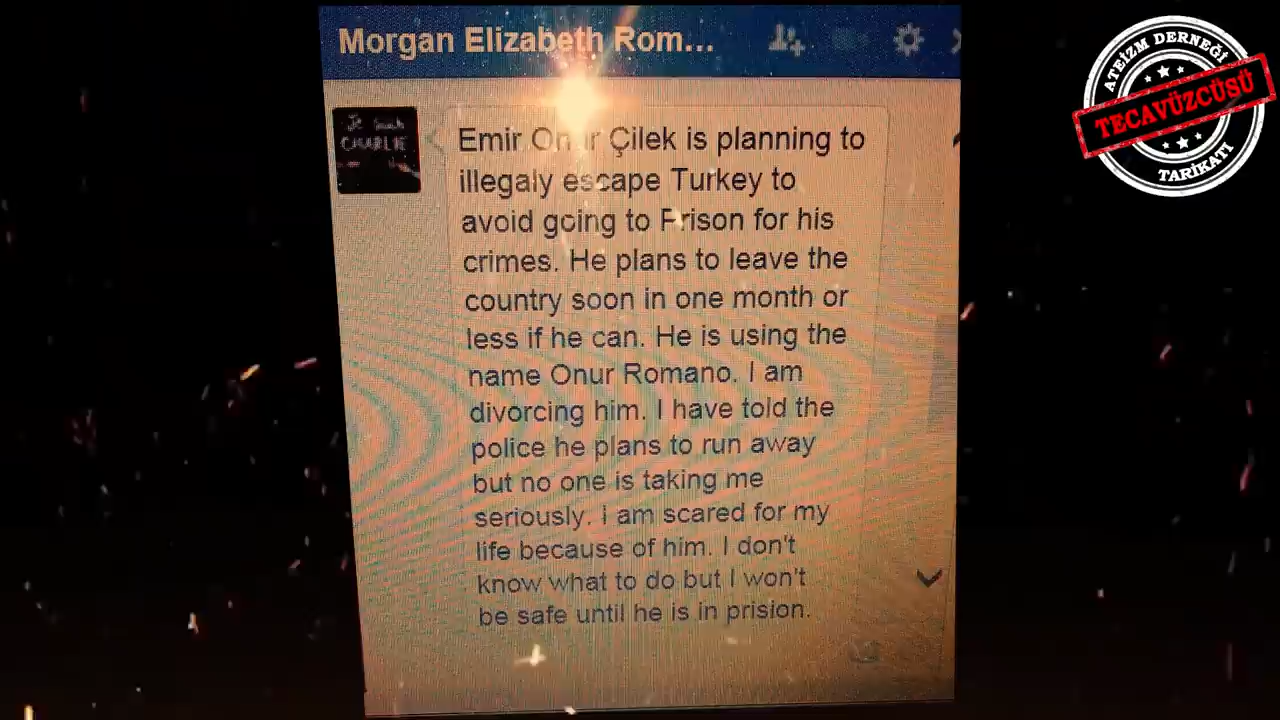 Morgan Elizabeth Rom...
ATEİZM DERNEĞİ
TECAVÜZCÜSÜ
TARİKATI
CHARLIE
Emir Onur Çilek is planning to
illegaly escape Turkey to
avoid going to Prison for his
crimes. He plans to leave the
country soon in one month or
less if he can. He is using the
name Onur Romano. I am
divorcing him. I have told the
police he plans to run away
but no one is taking me
seriously. I am scared for my
life because of him. I don't
know what to do but I won't
be safe until he is in prision.